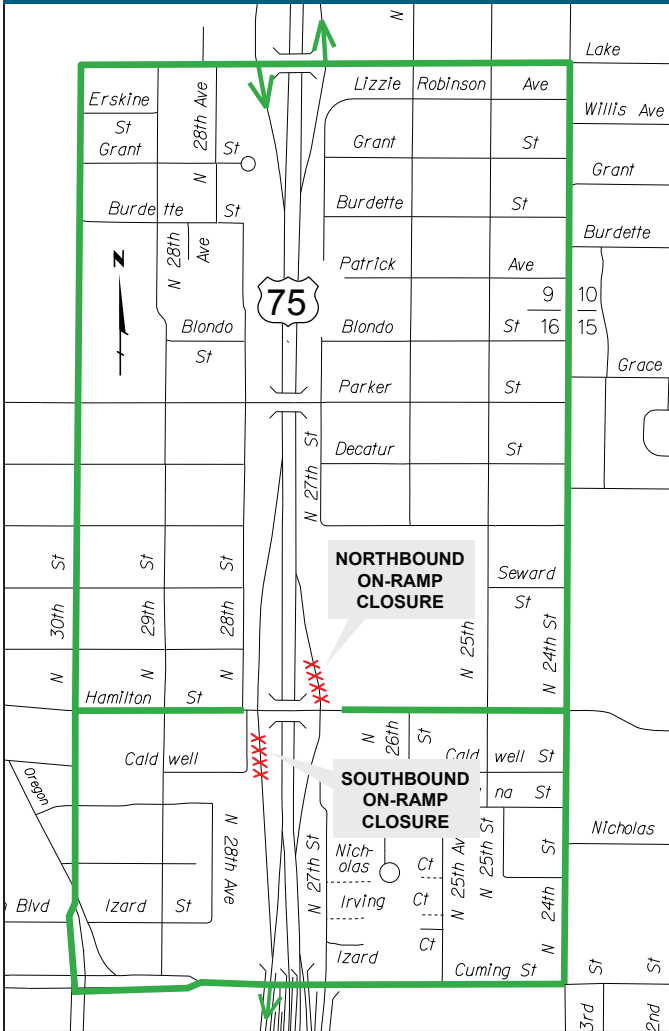 N
Lake
Lizzie Robinson Ave
Erskine
St
28th Ave
N
Willis Ave
Grant
St
Grant
St
Grant
Burdette
St
Burdette
St
Burdette
N
N 28th
Ave
Patrick
Ave
75
9
10
16
15
Blondo
St
Blondo
St
Grace
Parker
St
N 27th St
Decatur
St
NORTHBOUND
ON-RAMP
CLOSURE
Seward
St
N 30th St
N 29th St
N 28th St
N 25th
N 24th St
Hamilton St
Caldwell
N 26th St
Caldwell St
na St
SOUTHBOUND
ON-RAMP
CLOSURE
Oregon
N 28th Ave
N 27th St
Nich-
olas
Ct
Irving
Ct
Izard
Ct
N 25th Av
N 25th St
N 24th St
Nicholas
Blvd
Izard St
Cuming St
3rd St
2nd St